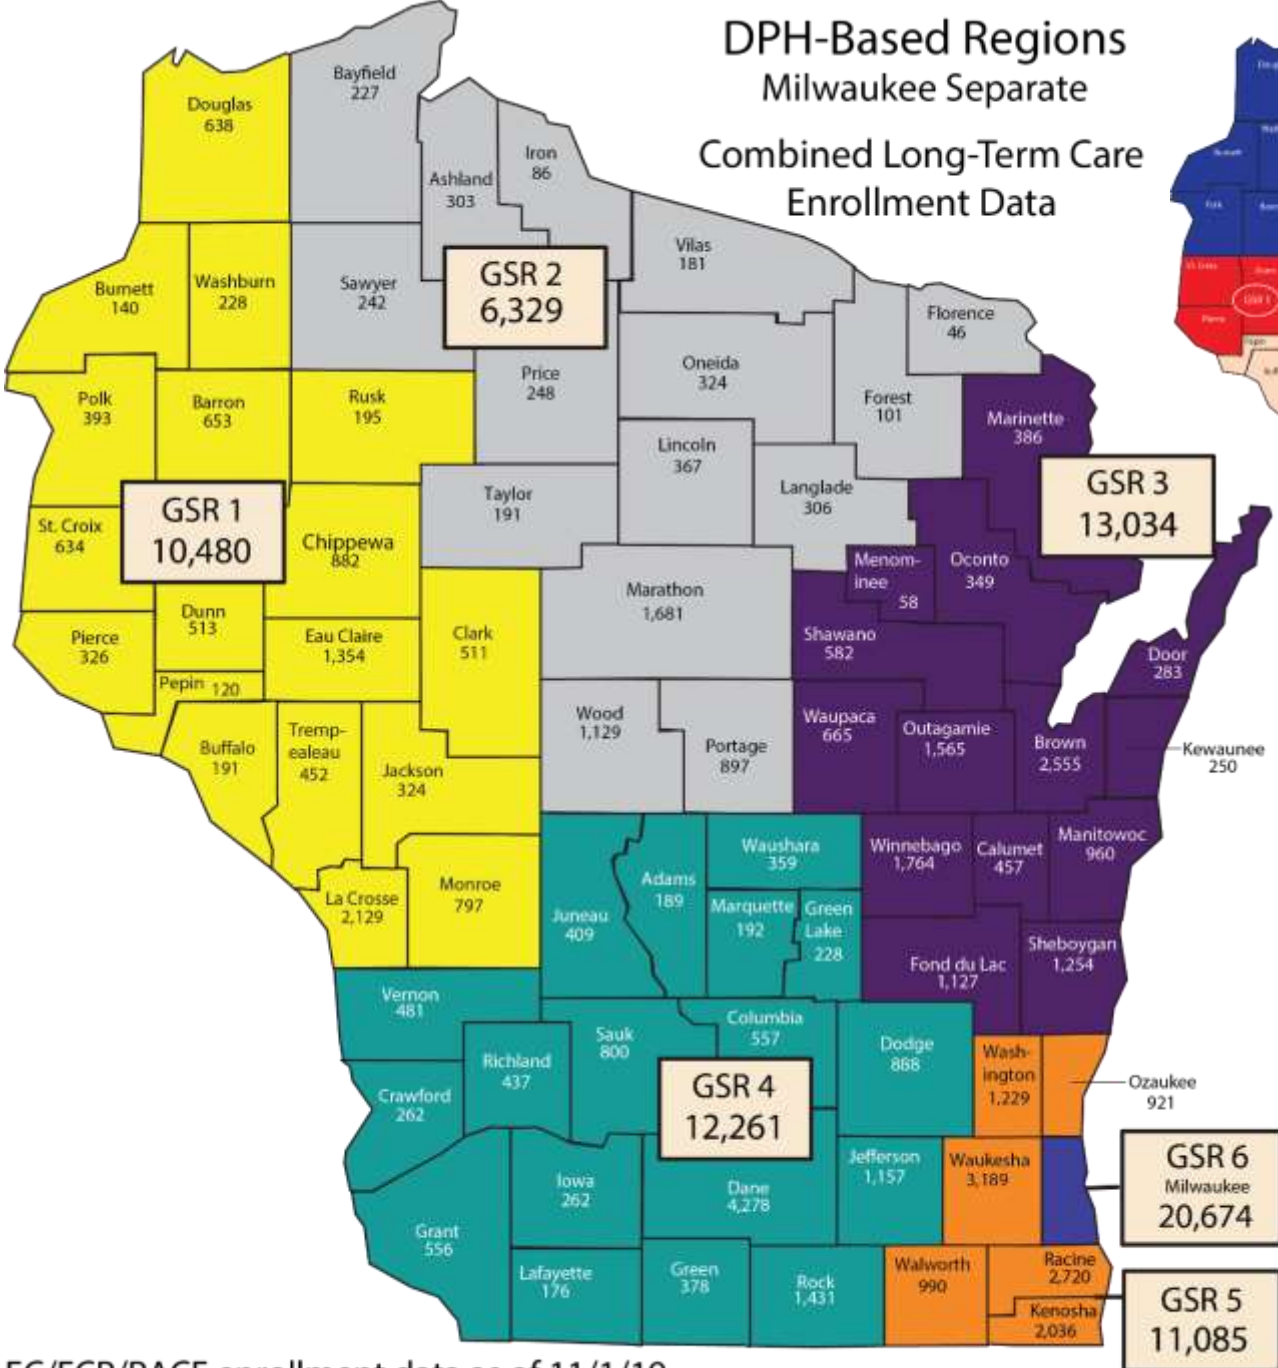 DPH-Based Regions
Milwaukee Separate
Combined Long-Term Care
Enrollment Data
Bayfield
227
Douglas
638
Iron
86
Ashland
303
Vilas
181
GSR 2
6,329
Burnett
140
Washburn
228
Sawyer
242
Florence
46
Polk
393
Barron
653
Rusk
195
Price
248
Oneida
324
Forest
101
Marinette
386
Lincoln
367
Langlade
306
GSR 3
13,034
GSR 1
10,480
St. Croix
634
Chippewa
882
Taylor
191
Menom-
inee
58
Oconto
349
Marathon
1,681
Dunn
513
Pierce
326
Eau Claire
1,354
Clark
511
Shawano
582
Door
283
Pepin 120
Buffalo
191
Tremp-
ealeau
452
Jackson
324
Wood
1,129
Portage
897
Waupaca
665
Outagamie
1,565
Brown
2,555
Kewaunee
250
La Crosse
2,129
Monroe
797
Juneau
409
Adams
189
Waushara
359
Marquette
192
Green
Lake
228
Winnebago
1,764
Calumet
457
Manitowoc
960
Fond du Lac
1,127
Sheboygan
1,254
Vernon
481
Richland
437
Sauk
800
Columbia
557
Dodge
888
Wash-
ington
1,229
Ozaukee
921
Crawford
262
GSR 4
12,261
GSR 6
Milwaukee
20,674
Grant
556
Iowa
262
Dane
4,278
Jefferson
1,157
Waukesha
3,189
Lafayette
176
Green
378
Rock
1,431
Walworth
990
Racine
2,720
Kenosha
2,036
GSR 5
11,085